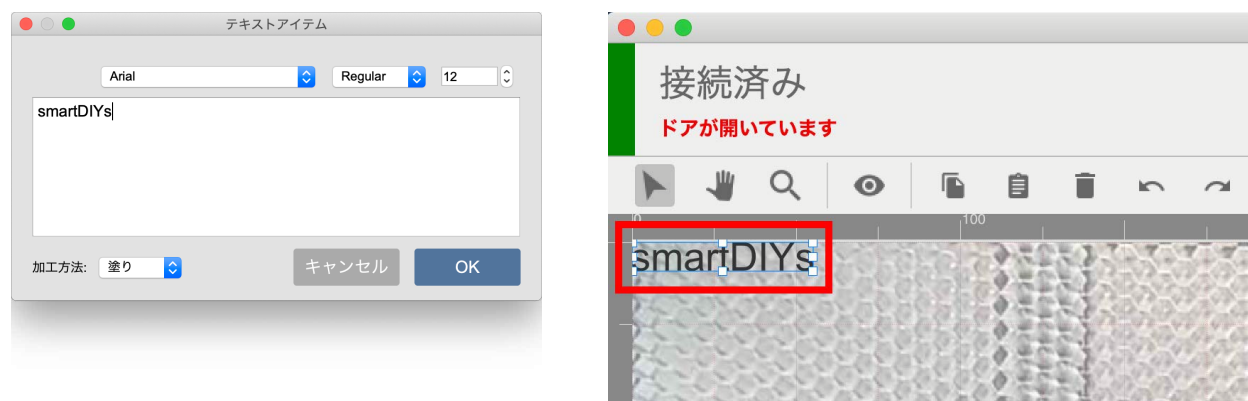 テキストアイテム
Arial
Regular
12
smartDIYs
加工方法:
塗り
キャンセル
OK
接続済み
ドアが開いています
0
100
smartDIYs